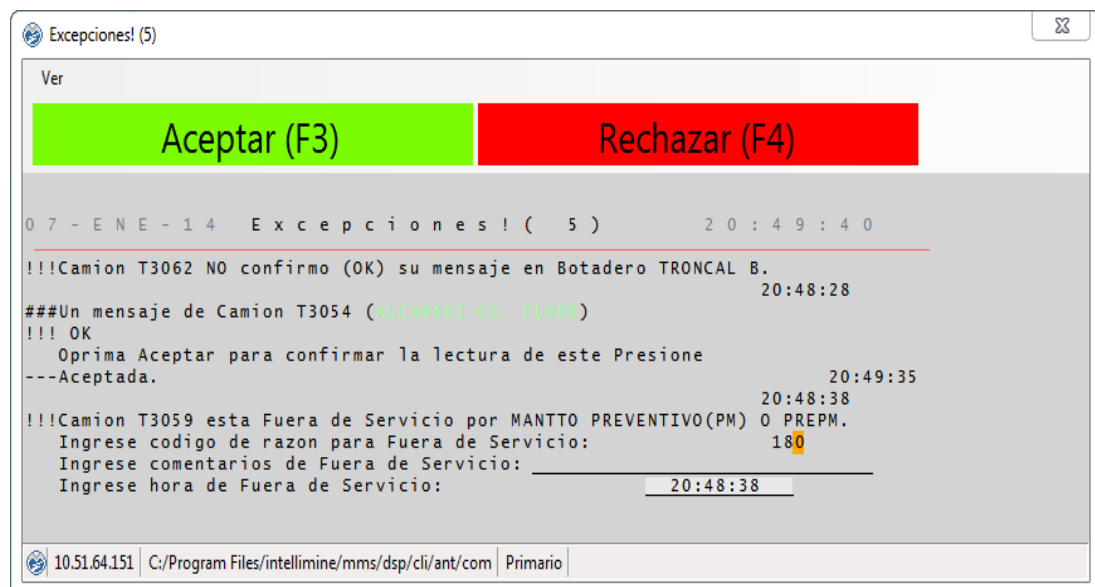 Excepciones! (5)
Ver
Aceptar (F3) Rechazar (F4)
07-ENE-14 Excepciones!( 5) 20:49:40
!!!Camion T3062 NO confirmo (OK) su mensaje en Botadero TRONCAL B.
20:48:28
###Un mensaje de Camion T3054 ( )
!!! OK
Oprima Aceptar para confirmar la lectura de este Presione
---Aceptada. 20:49:35
20:48:38
!!!Camion T3059 esta Fuera de Servicio por MANTTO PREVENTIVO(PM) O PREPM.
Ingrese codigo de razon para Fuera de Servicio: 180
Ingrese comentarios de Fuera de Servicio:
Ingrese hora de Fuera de Servicio: 20:48:38
10.51.64.151 C:/Program Files/intellimine/mms/dsp/cli/ant/com Primario